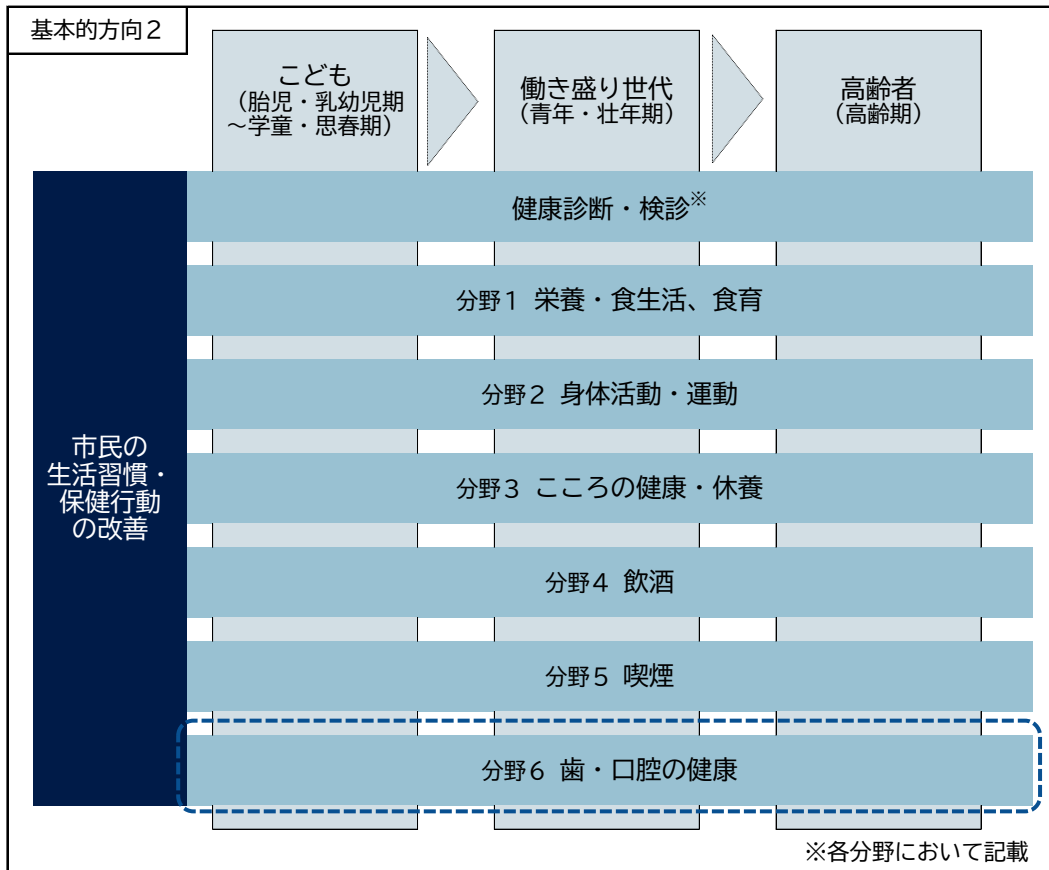 基本的方向２
こども
（胎児・乳幼児期
～学童・思春期）
働き盛り世代
（青年・壮年期）
高齢者
（高齢期）
市民の
生活習慣・
保健行動
の改善
健康診断・検診※
分野１ 栄養・食生活、食育
分野２ 身体活動・運動
分野３ こころの健康・休養
分野４ 飲酒
分野５ 喫煙
分野６ 歯・口腔の健康
※各分野において記載